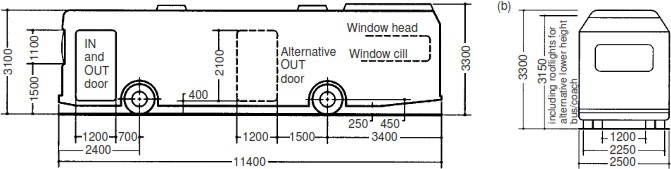 (b)
Window head
IN
and
OUT
door
Alternative
OUT
door
Window cill
3100
1100
1500
2100
400
3300
250
450
1200
700
1200
1500
3400
2400
11400
3300
3150
including rooflights for
alternative lower height
bus/coach
1200
2250
2500